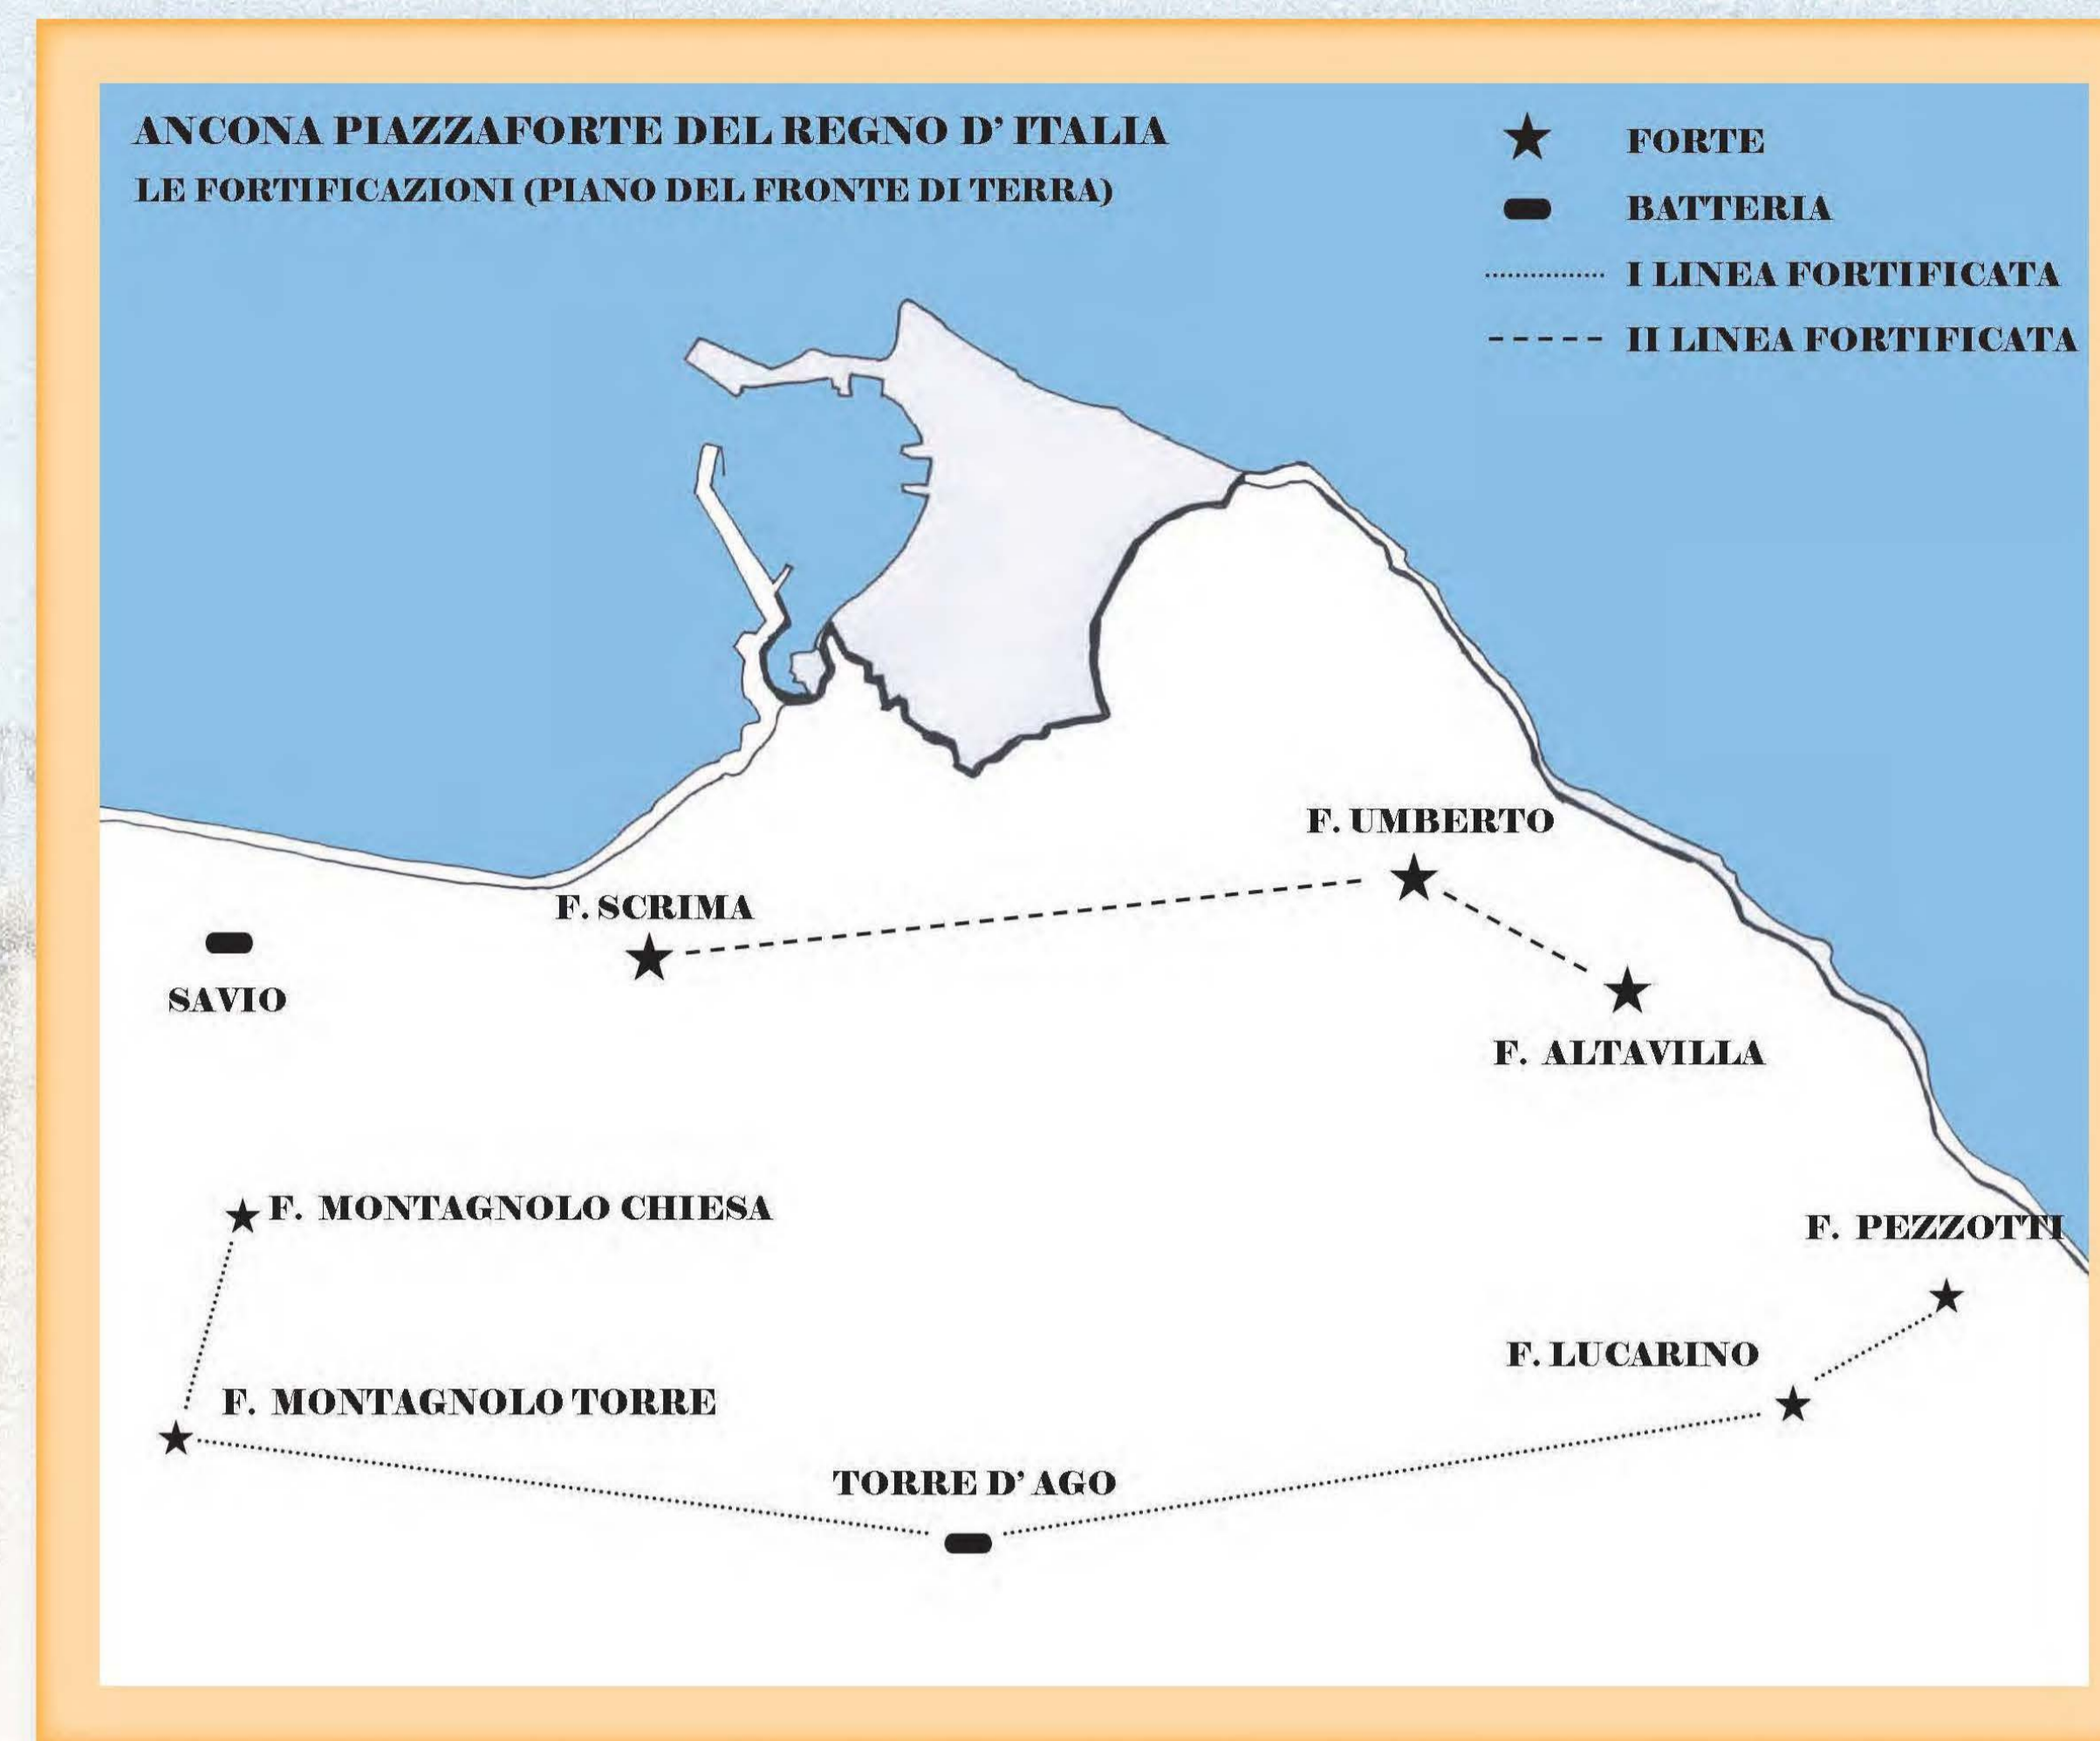 ANCONA PIAZZAFORTE DEL REGNO D' ITALIA
LE FORTIFICAZIONI (PIANO DEL FRONTE DI TERRA)
FORTE
BATTERIA
I LINEA FORTIFICATA
II LINEA FORTIFICATA
F. UMBERTO
F. SCRIMA
SAVIO
F. ALTAVILLA
F. MONTAGNOLO CHIESA
F. PEZZOTTI
F. LUCARINO
F. MONTAGNOLO TORRE
TORRE D' AGO